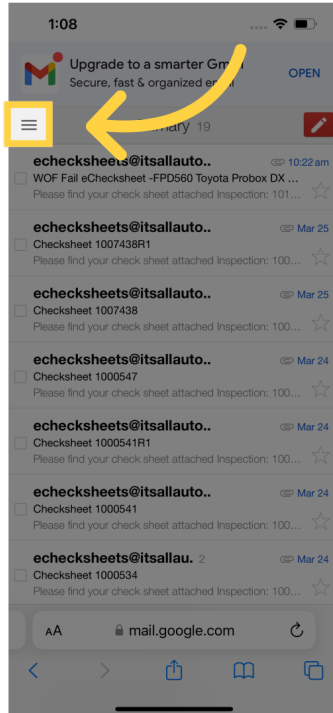 1:08
Upgrade to a smarter Gm
Secure, fast & organized em
OPEN
mary 19
echecksheets@itsallauto.. 10:22 am
WOF Fail eChecksheet -FPD560 Toyota Probox DX ...
Please find your check sheet attached Inspection: 101...
echecksheets@itsallauto.. Mar 25
Checksheet 1007438R1
Please find your check sheet attached Inspection: 100...
echecksheets@itsallauto.. Mar 25
Checksheet 1007438
Please find your check sheet attached Inspection: 100...
echecksheets@itsallauto.. Mar 24
Checksheet 1000547
Please find your check sheet attached Inspection: 100...
echecksheets@itsallauto.. Mar 24
Checksheet 1000541R1
Please find your check sheet attached Inspection: 100...
echecksheets@itsallauto.. Mar 24
Checksheet 1000541
Please find your check sheet attached Inspection: 100...
echecksheets@itsallau. 2 Mar 24
Checksheet 1000534
Please find your check sheet attached Inspection: 100...
AA mail.google.com